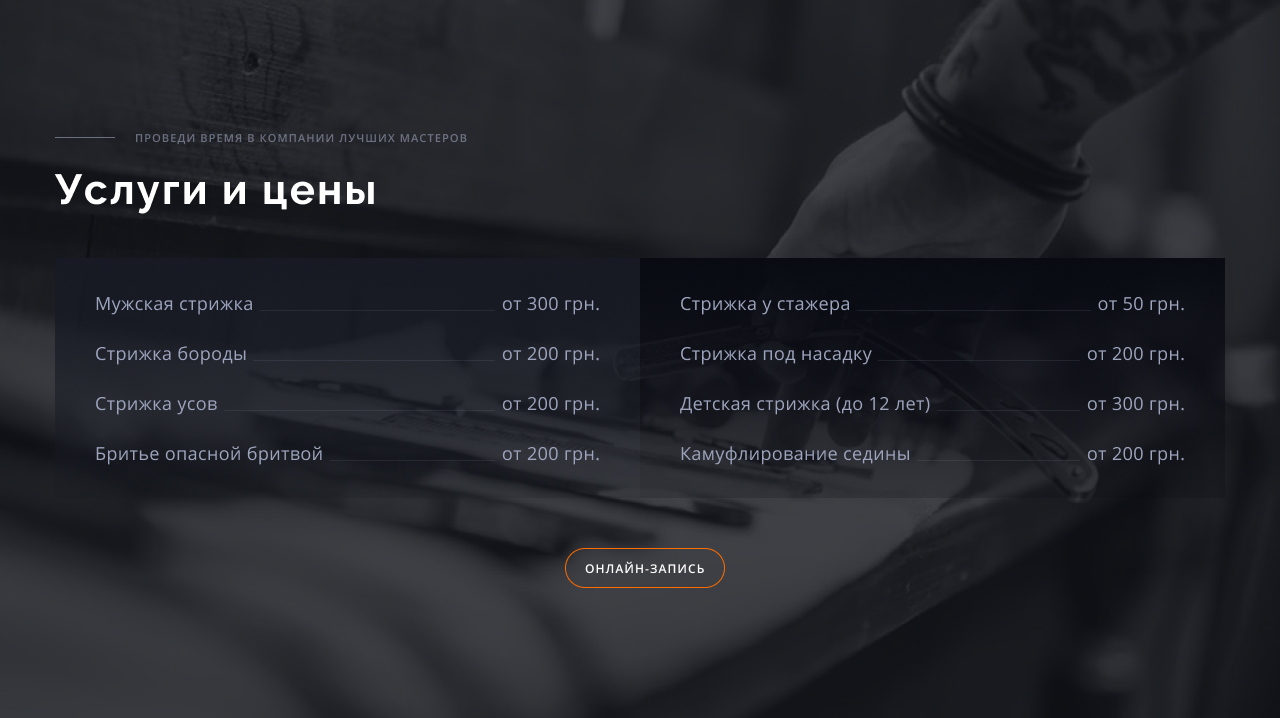 ПРОВЕДИ ВРЕМЯ В КОМПАНИИ ЛУЧШИХ МАСТЕРОВ
Услуги и цены
Мужская стрижка от 300 грн.
Стрижка бороды от 200 грн.
Стрижка усов от 200 грн.
Бритье опасной бритвой от 200 грн.
Стрижка у стажера от 50 грн.
Стрижка под насадку от 200 грн.
Детская стрижка (до 12 лет) от 300 грн.
Камуфлирование седины от 200 грн.
ОНЛАЙН-ЗАПИСЬ